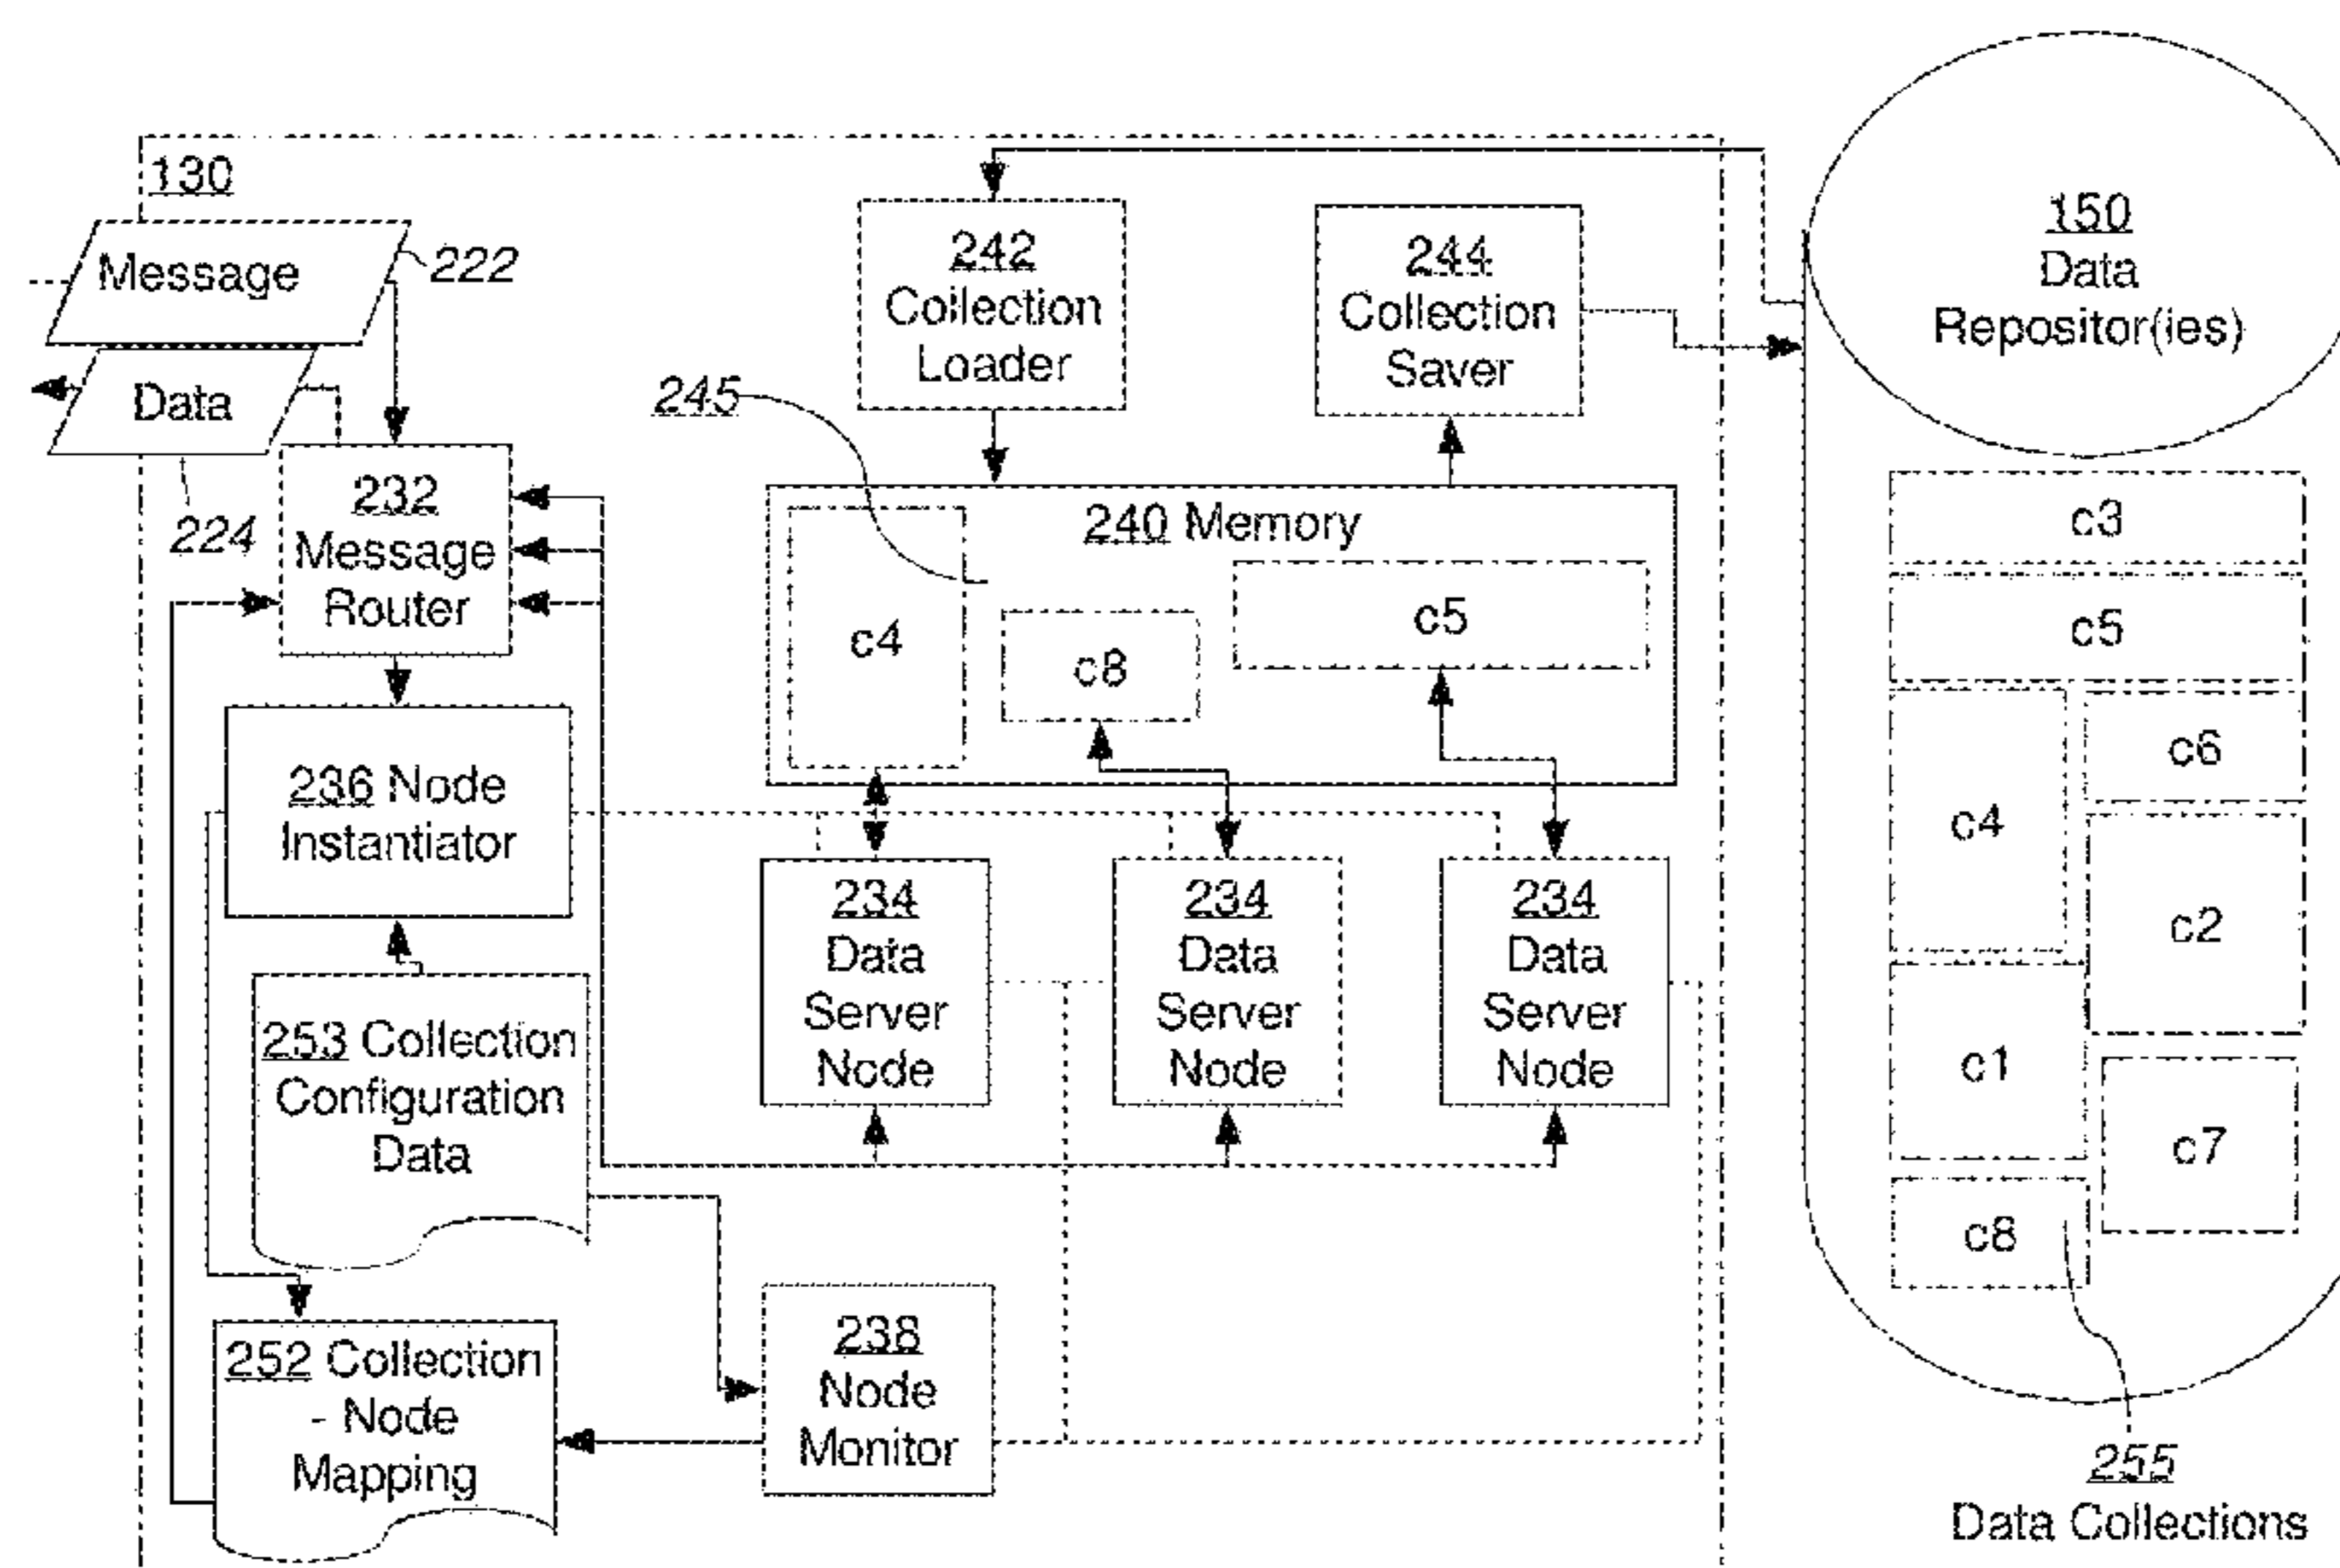 130
Message
222
Data
224
232
Message
Router
236 Node
Instantiator
253 Collection
Configuration
Data
252 Collection
- Node
Mapping
242
Collection
Loader
244
Collection
Saver
245
240 Memory
c4
c8
c5
234
Data
Server
Node
234
Data
Server
Node
234
Data
Server
Node
238
Node
Monitor
150
Data
Repositor(ies)
c3
c5
c4
c6
c2
c1
c7
c8
255
Data Collections